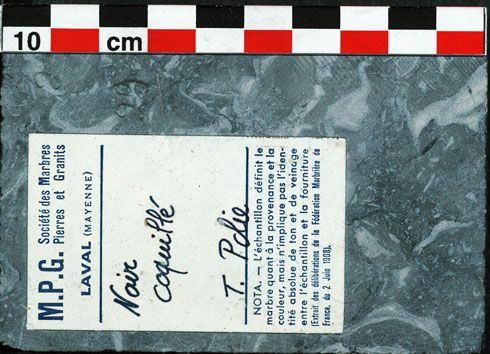 10 cm
M.P.G. Société des Marbres
Pierres et Granits
LAVAL (MAYENNE)
Noir
coquillé
T. Polie
NOTA. — L'échantillon définit le
marbre quant à la provenance et la
couleur, mais n'implique pas l'iden-
tité absolue de ton et de veinage
entre l'échantillon et la fourniture
(Extrait des délibérations de la Fédération Marbrière de
France, du 2 Juin 1908).